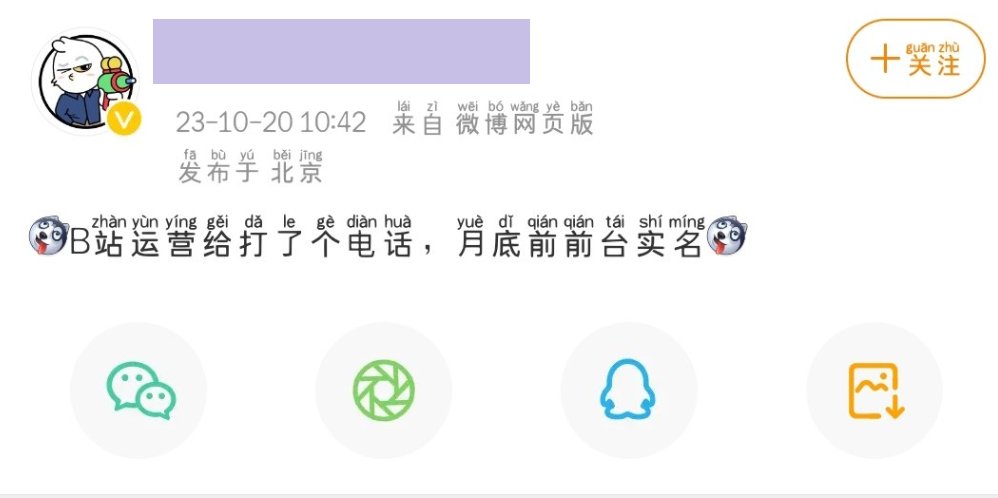 guān zhù
+关注
lái zì wēi bó wǎng yè bǎn
23-10-20 10:42 来自 微博网页版
fā bù yú běi jīng
发布于 北京
zhàn yùn yíng gěi dǎ le gè diàn huà yuè dǐ qián qián tái shí míng
B站运营给打了个电话，月底前前台实名
V